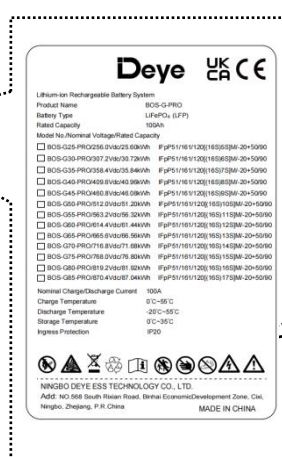 Deye UK CA CE
Lithium-ion Rechargeable Battery System
Product Name BOS-G-PRO
Battery Type LiFePO₄ (LFP)
Rated Capacity 100Ah
Model No./Nominal Voltage/Rated Capacity
BOS-G25-PRO/256.0Vdc/25.60kWh IFpP51/161/120[(16S)5S]M/-20+50/90
BOS-G30-PRO/307.2Vdc/30.72kWh IFpP51/161/120[(16S)6S]M/-20+50/90
BOS-G35-PRO/358.4Vdc/35.84kWh IFpP51/161/120[(16S)7S]M/-20+50/90
BOS-G40-PRO/409.6Vdc/40.96kWh IFpP51/161/120[(16S)8S]M/-20+50/90
BOS-G45-PRO/460.8Vdc/46.08kWh IFpP51/161/120[(16S)9S]M/-20+50/90
BOS-G50-PRO/512.0Vdc/51.20kWh IFpP51/161/120[(16S)10S]M/-20+50/90
BOS-G55-PRO/563.2Vdc/56.32kWh IFpP51/161/120[(16S)11S]M/-20+50/90
BOS-G60-PRO/614.4Vdc/61.44kWh IFpP51/161/120[(16S)12S]M/-20+50/90
BOS-G65-PRO/665.6Vdc/66.56kWh IFpP51/161/120[(16S)13S]M/-20+50/90
BOS-G70-PRO/716.8Vdc/71.68kWh IFpP51/161/120[(16S)14S]M/-20+50/90
BOS-G75-PRO/768.0Vdc/76.80kWh IFpP51/161/120[(16S)15S]M/-20+50/90
BOS-G80-PRO/819.2Vdc/81.92kWh IFpP51/161/120[(16S)16S]M/-20+50/90
BOS-G85-PRO/870.4Vdc/87.04kWh IFpP51/161/120[(16S)17S]M/-20+50/90
Nominal Charge/Discharge Current 100A
Charge Temperature 0℃~55℃
Discharge Temperature -20℃~55℃
Storage Temperature 0℃~35℃
Ingress Protection IP20
NINGBO DEYE ESS TECHNOLOGY CO., LTD.
Add: NO.568 South Rixian Road, Binhai EconomicDevelopment Zone, Cixi,
Ningbo, Zhejiang, P.R.China MADE IN CHINA